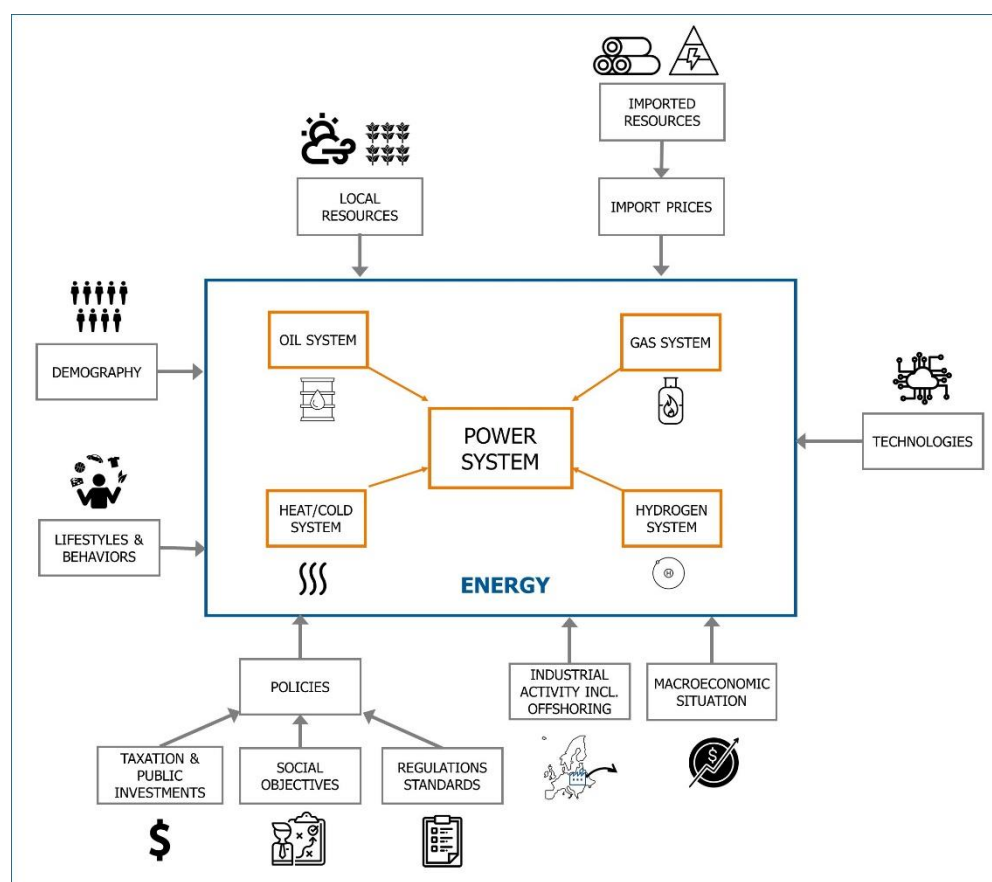 IMPORTED
RESOURCES
LOCAL
RESOURCES
IMPORT PRICES
OIL SYSTEM
GAS SYSTEM
DEMOGRAPHY
POWER
SYSTEM
TECHNOLOGIES
HEAT/COLD
SYSTEM
HYDROGEN
SYSTEM
LIFESTYLES &
BEHAVIORS
H
ENERGY
POLICIES
INDUSTRIAL
ACTIVITY INCL.
OFFSHORING
MACROECONOMIC
SITUATION
TAXATION &
PUBLIC
INVESTMENTS
SOCIAL
OBJECTIVES
REGULATIONS
STANDARDS
$
$